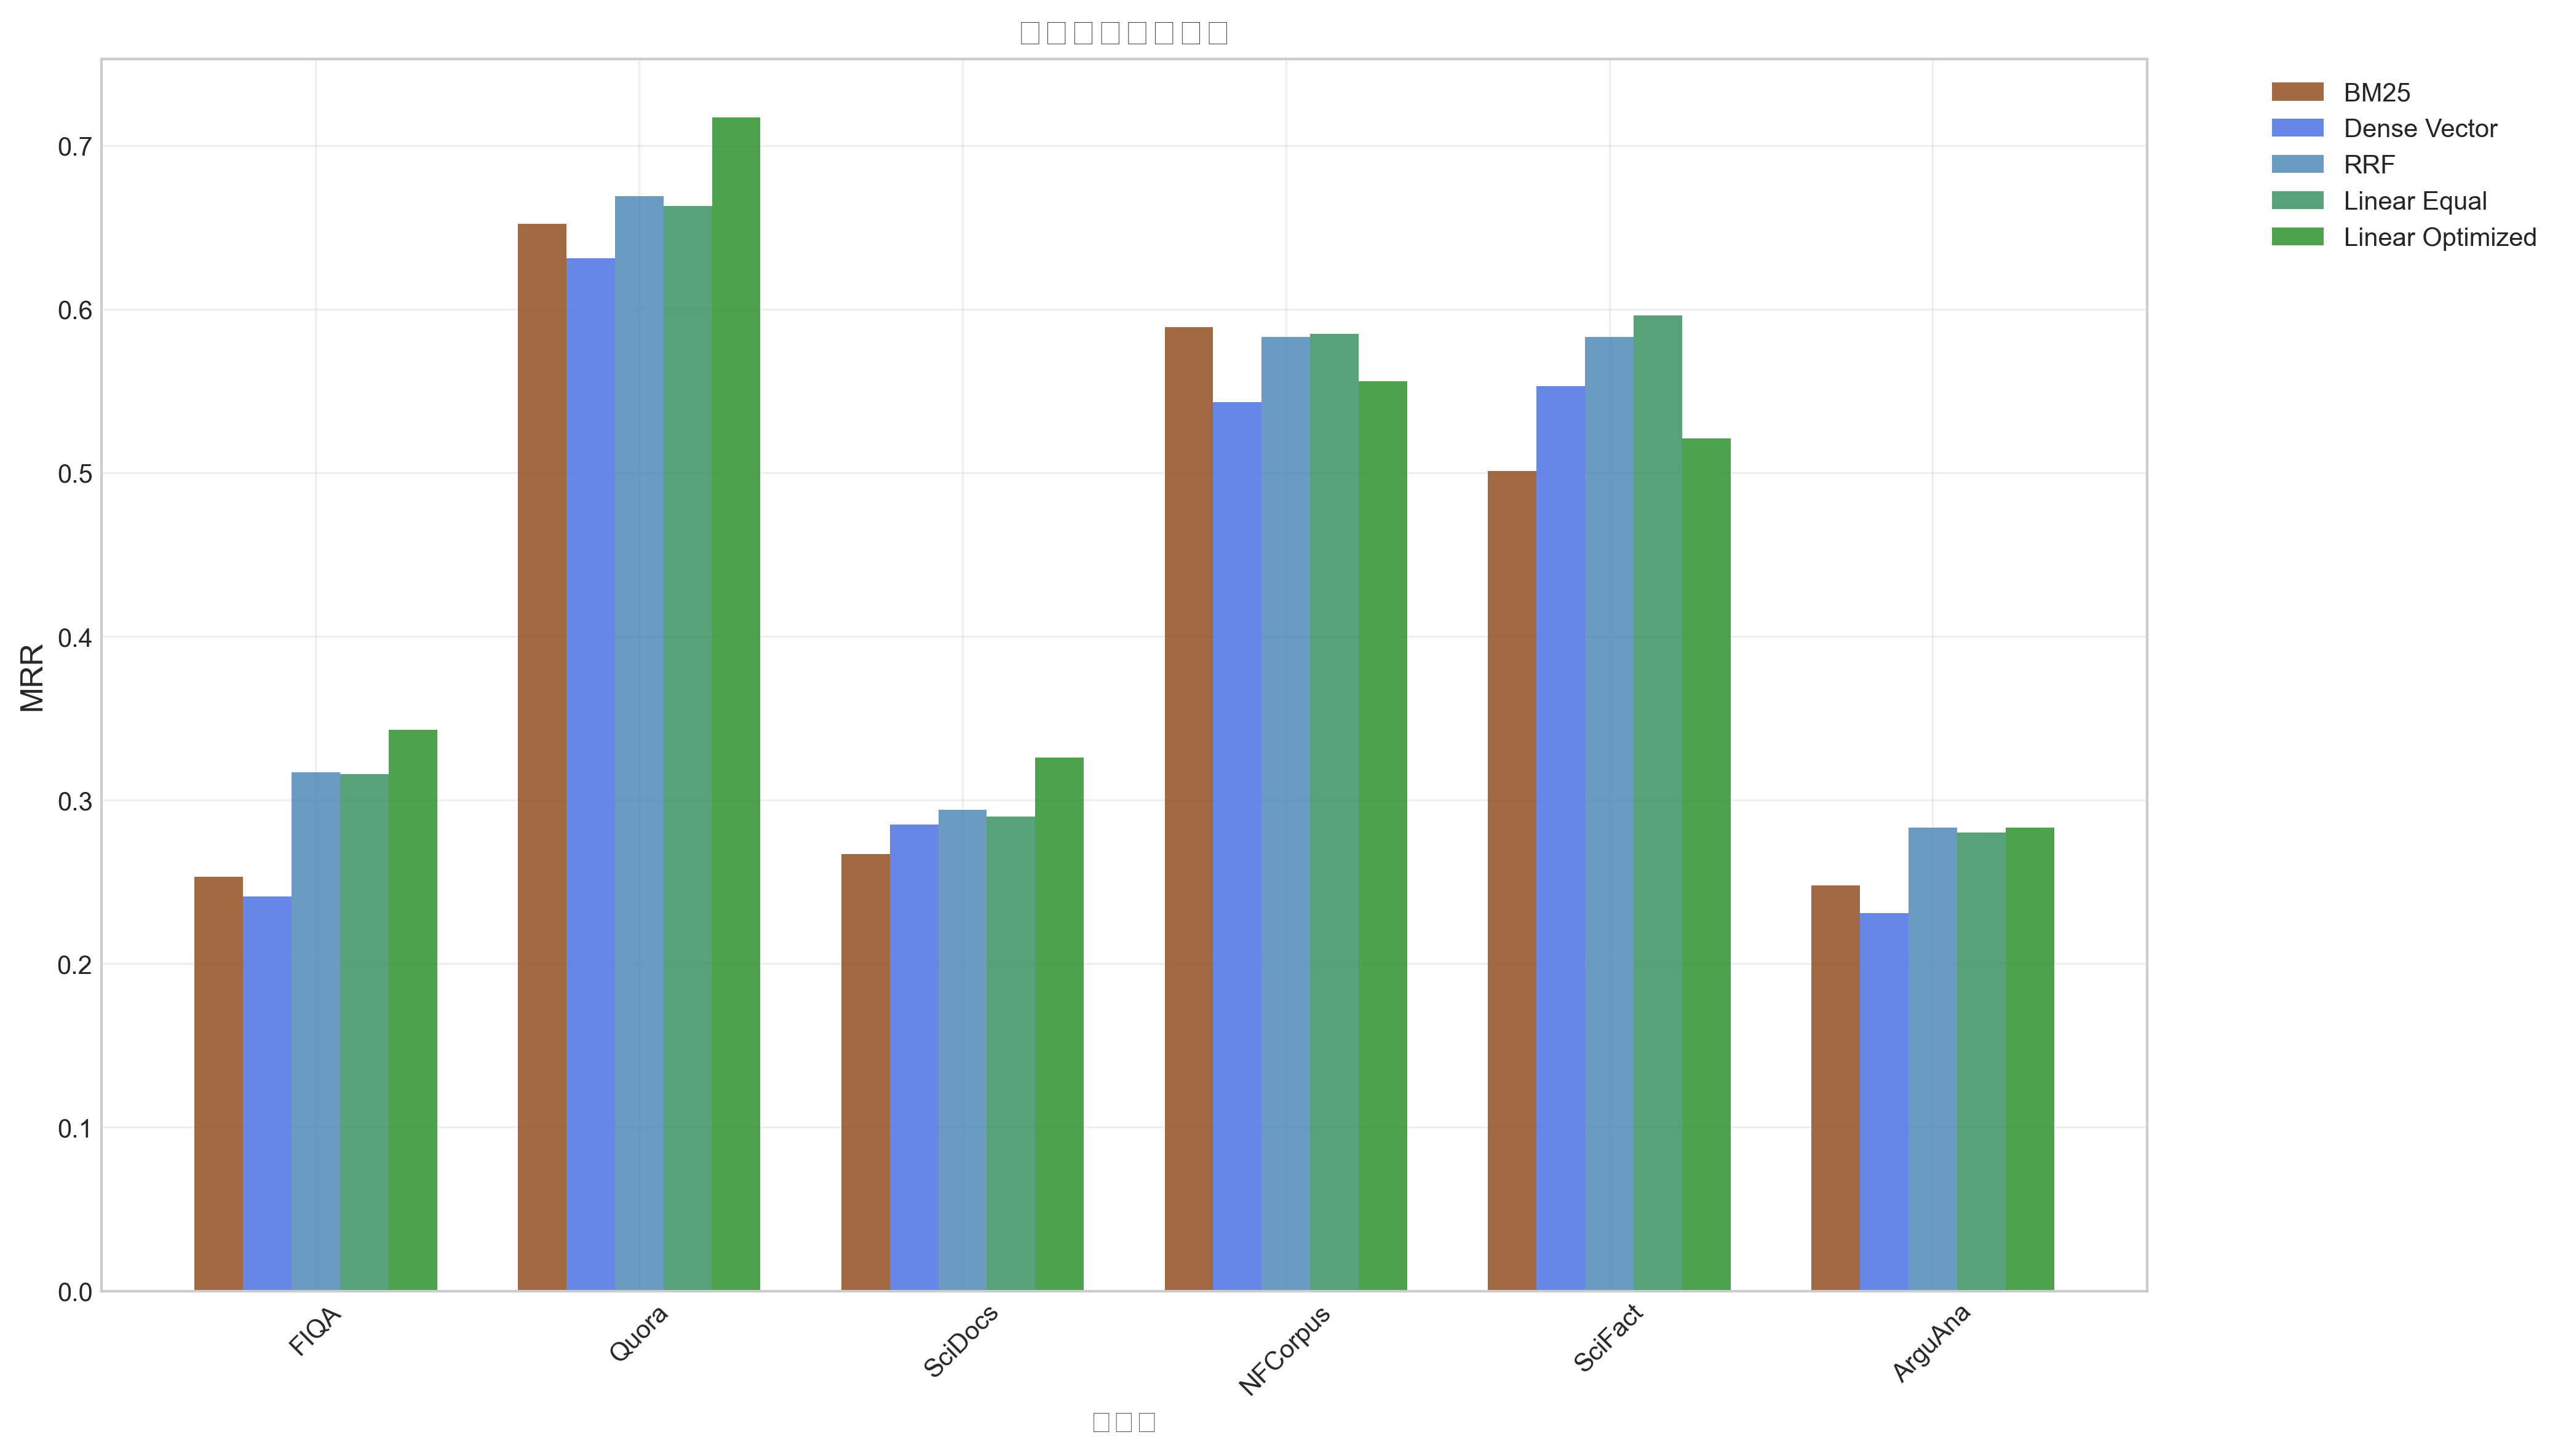 BM25
Dense Vector
RRF
Linear Equal
Linear Optimized
MRR
0.7
0.6
0.5
0.4
0.3
0.2
0.1
0.0
FIQA
Quora
SciDocs
NFCorpus
SciFact
ArguAna